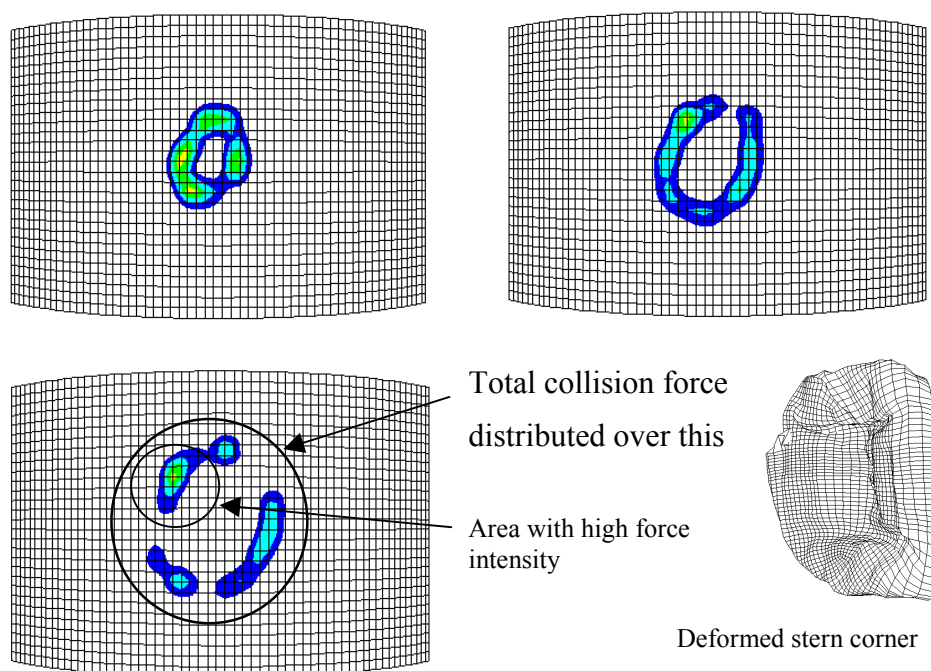 Total collision force
distributed over this
Area with high force
intensity
Deformed stern corner